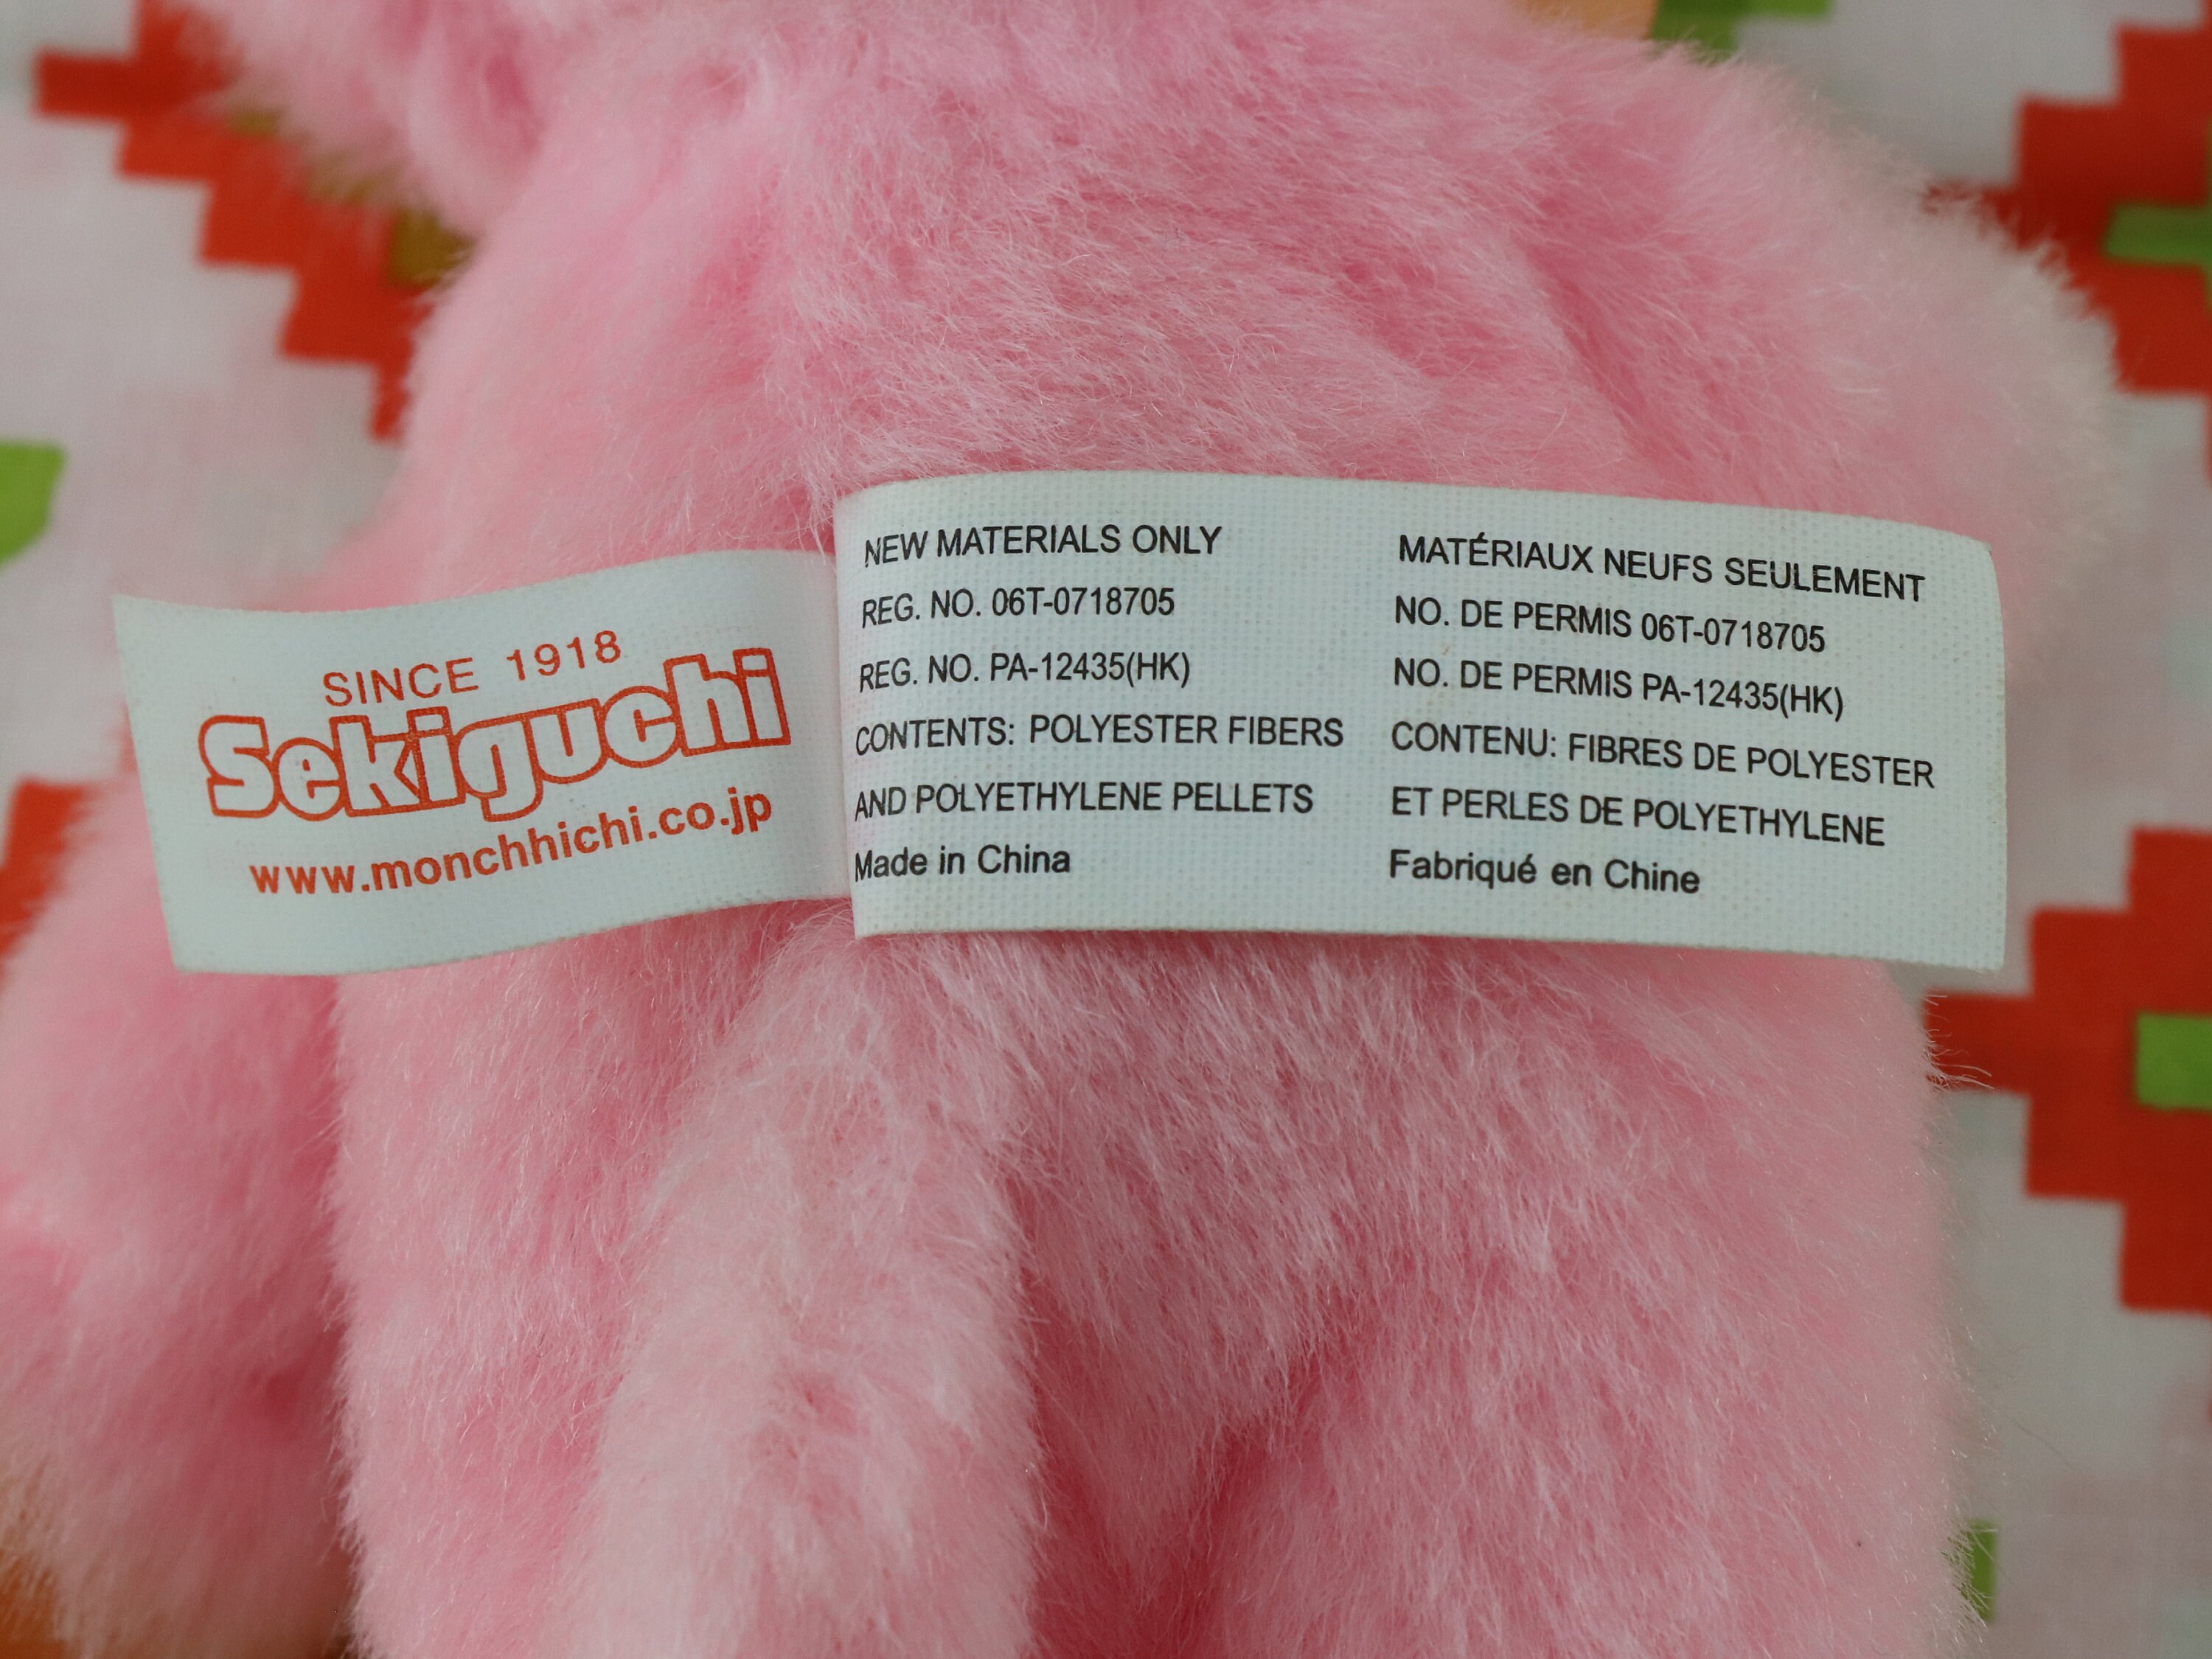 SINCE 1918
Sekiguchi
www.monchhichi.co.jp
NEW MATERIALS ONLY
REG. NO. 06T-0718705
REG. NO. PA-12435(HK)
CONTENTS: POLYESTER FIBERS
AND POLYETHYLENE PELLETS
Made in China
MATÉRIAUX NEUFS SEULEMENT
NO. DE PERMIS 06T-0718705
NO. DE PERMIS PA-12435(HK)
CONTENU: FIBRES DE POLYESTER
ET PERLES DE POLYETHYLENE
Fabriqué en Chine